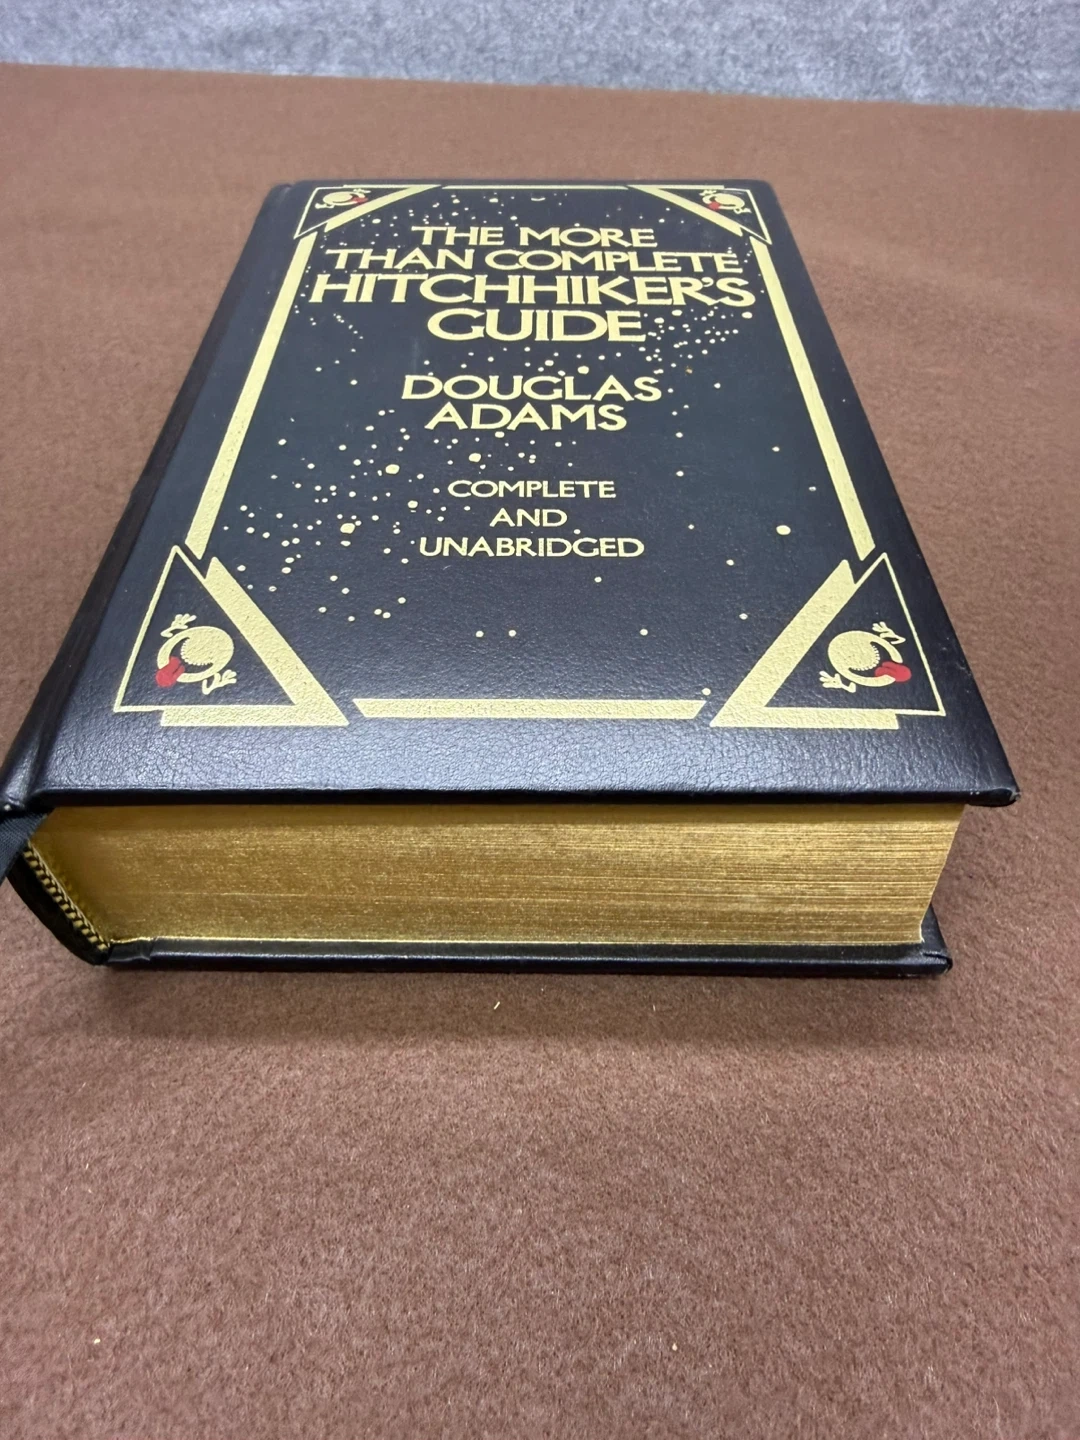 THE MORE
THAN COMPLETE
HITCHHIKER'S
GUIDE
DOUGLAS
ADAMS
COMPLETE
AND
UNABRIDGED